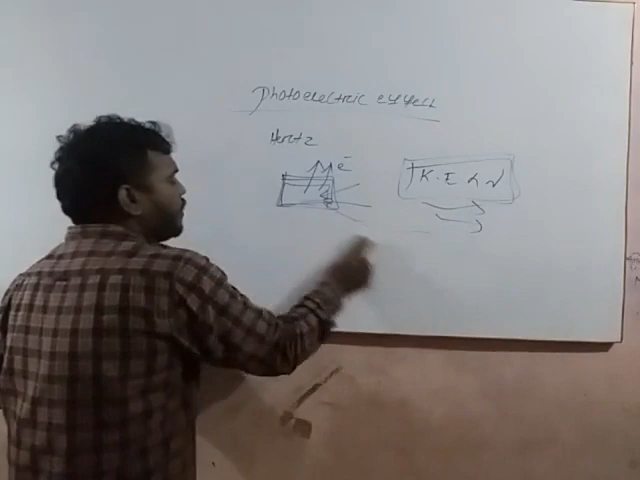 Photoelectric effect
Hertz
ē
↑K.E ∝ ν